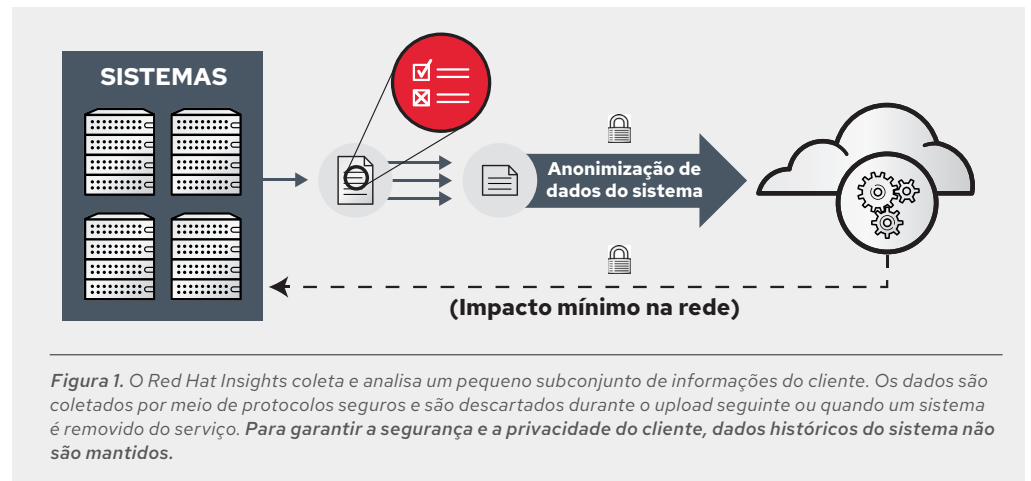 SISTEMAS
Anonimização de
dados do sistema
(Impacto mínimo na rede)
Figura 1. O Red Hat Insights coleta e analisa um pequeno subconjunto de informações do cliente. Os dados são
coletados por meio de protocolos seguros e são descartados durante o upload seguinte ou quando um sistema
é removido do serviço. Para garantir a segurança e a privacidade do cliente, dados históricos do sistema não
são mantidos.